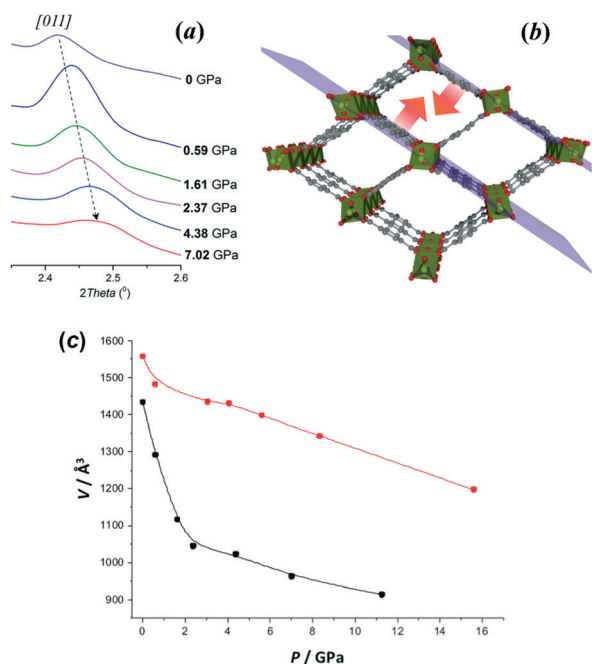 [011]
(a)
0 GPa
0.59 GPa
1.61 GPa
2.37 GPa
4.38 GPa
7.02 GPa
2.4 2.5 2.6
2Theta (⁰)
(b)
(c)
1600
1500
1400
1300
1200
1100
1000
900
V / Å³
0 2 4 6 8 10 12 14 16
P / GPa